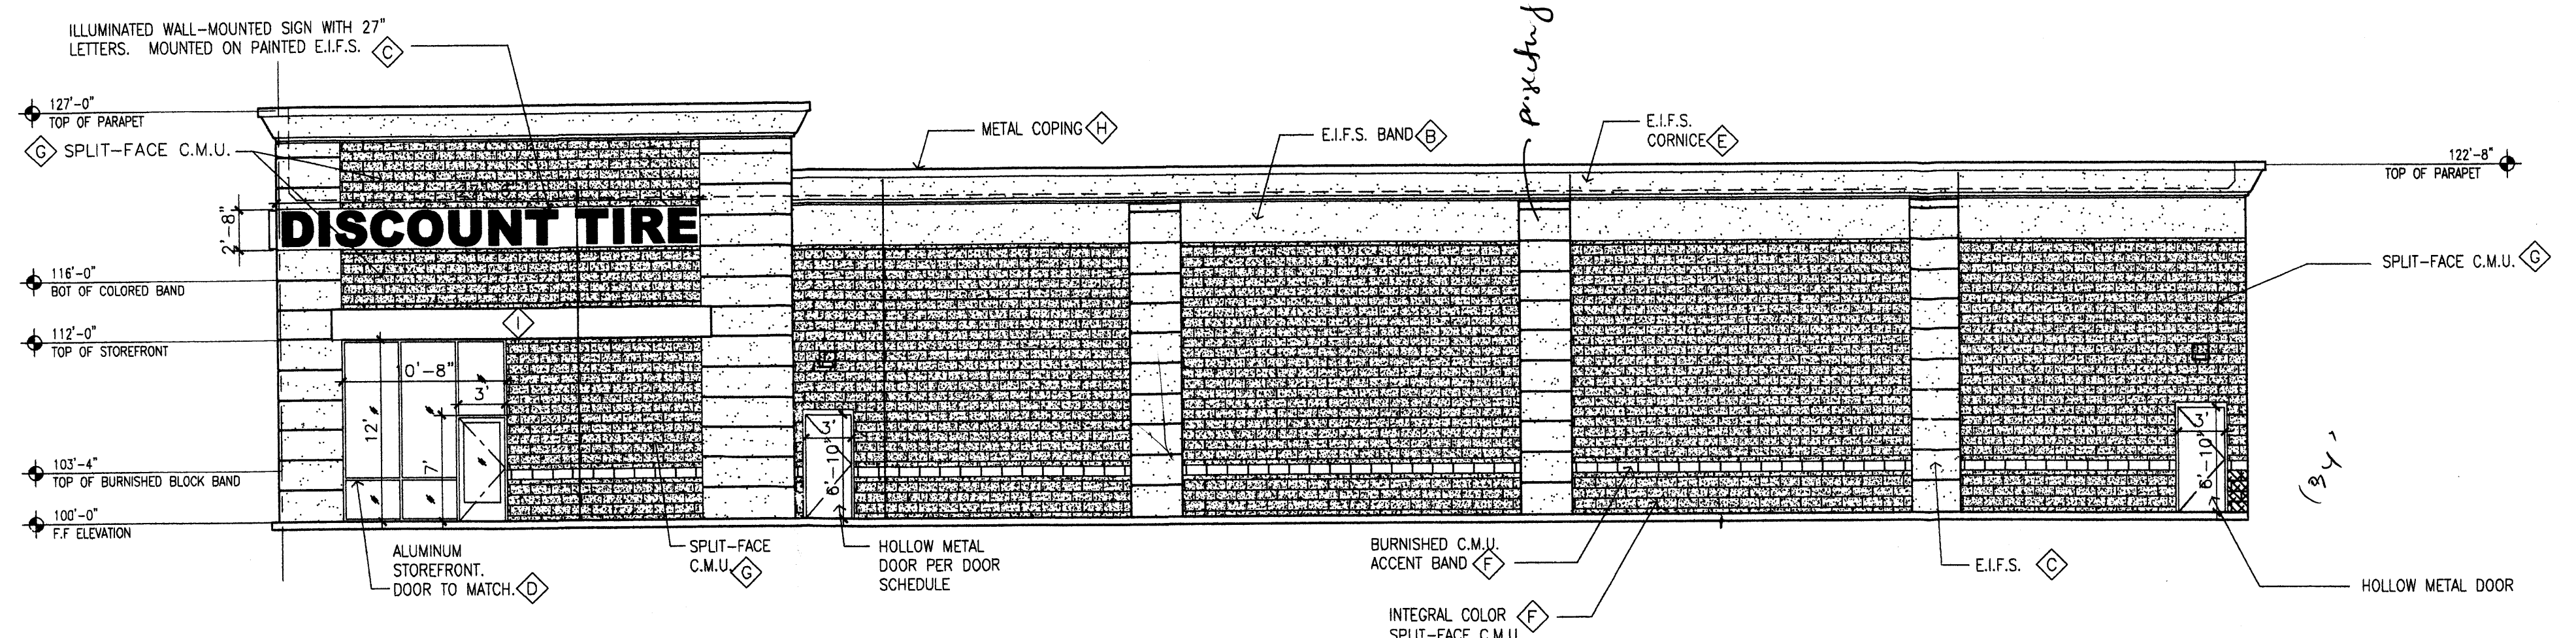 ILLUMINATED WALL-MOUNTED SIGN WITH 27"
LETTERS. MOUNTED ON PAINTED E.I.F.S. C
127'-0"
TOP OF PARAPET
G SPLIT-FACE C.M.U.
METAL COPING H
E.I.F.S. BAND B
E.I.F.S.
CORNICE E
122'-8"
TOP OF PARAPET
2'-8"
DISCOUNT TIRE
116'-0"
BOT OF COLORED BAND
SPLIT-FACE C.M.U. G
112'-0"
TOP OF STOREFRONT
I
0'-8"
3'
12'
7'
3'
6'-10"
3'
6'-10"
(34'
103'-4"
TOP OF BURNISHED BLOCK BAND
100'-0"
F.F ELEVATION
ALUMINUM
STOREFRONT.
DOOR TO MATCH. D
SPLIT-FACE
C.M.U. G
HOLLOW METAL
DOOR PER DOOR
SCHEDULE
BURNISHED C.M.U.
ACCENT BAND F
E.I.F.S. C
HOLLOW METAL DOOR
INTEGRAL COLOR F
SPLIT-FACE C.M.U.